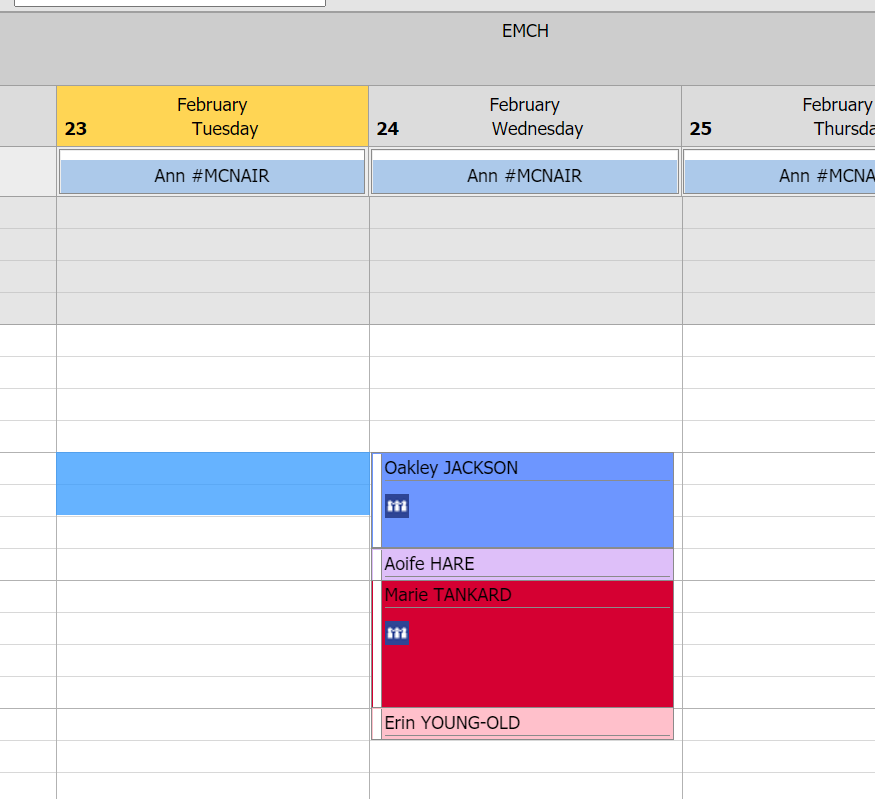 EMCH
February
23 Tuesday
February
24 Wednesday
February
25 Thursda
Ann #MCNAIR
Ann #MCNAIR
Ann #MCNA
Oakley JACKSON
Aoife HARE
Marie TANKARD
Erin YOUNG-OLD